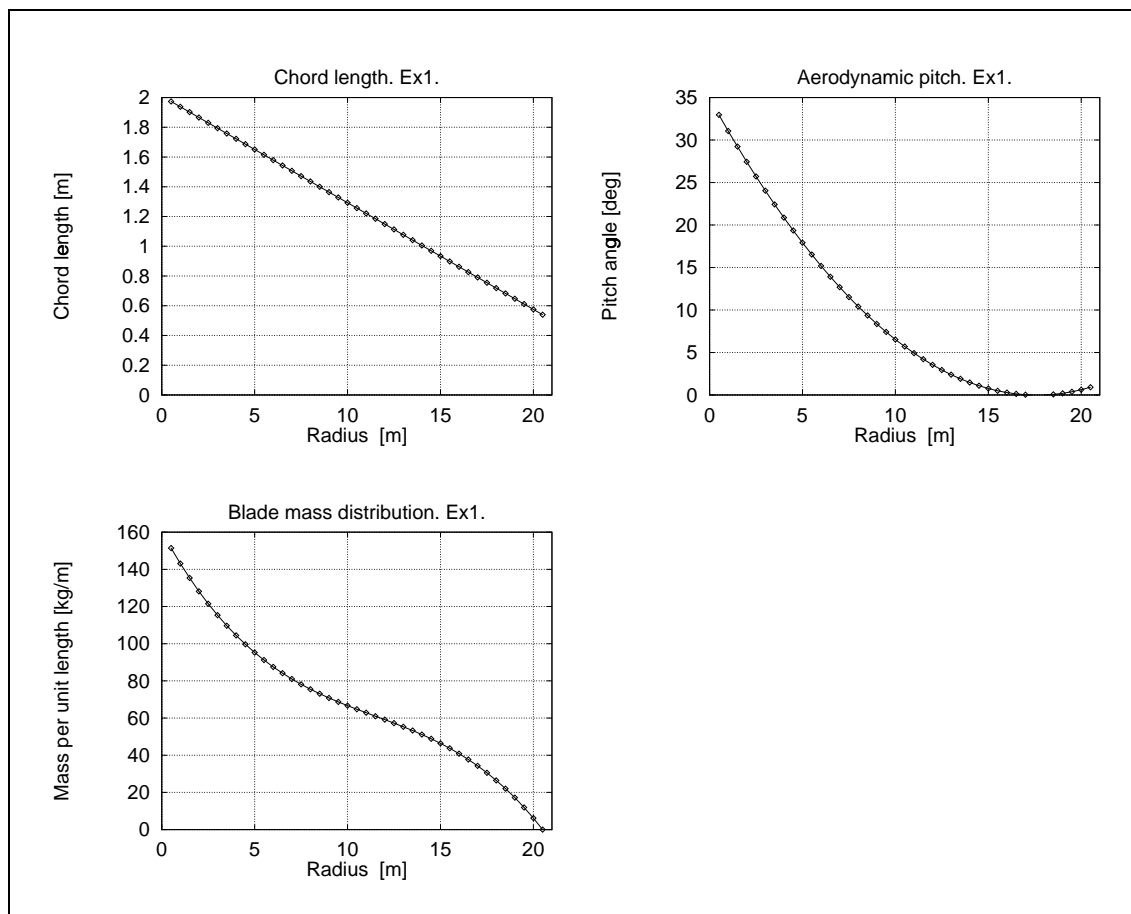 Chord length. Ex1.
2
1.8
1.6
1.4
1.2
1
0.8
0.6
0.4
0.2
0
0 5 10 15 20
Chord length [m]
Radius [m]
Aerodynamic pitch. Ex1.
35
30
25
20
15
10
5
0
0 5 10 15 20
Pitch angle [deg]
Radius [m]
Blade mass distribution. Ex1.
160
140
120
100
80
60
40
20
0
0 5 10 15 20
Mass per unit length [kg/m]
Radius [m]